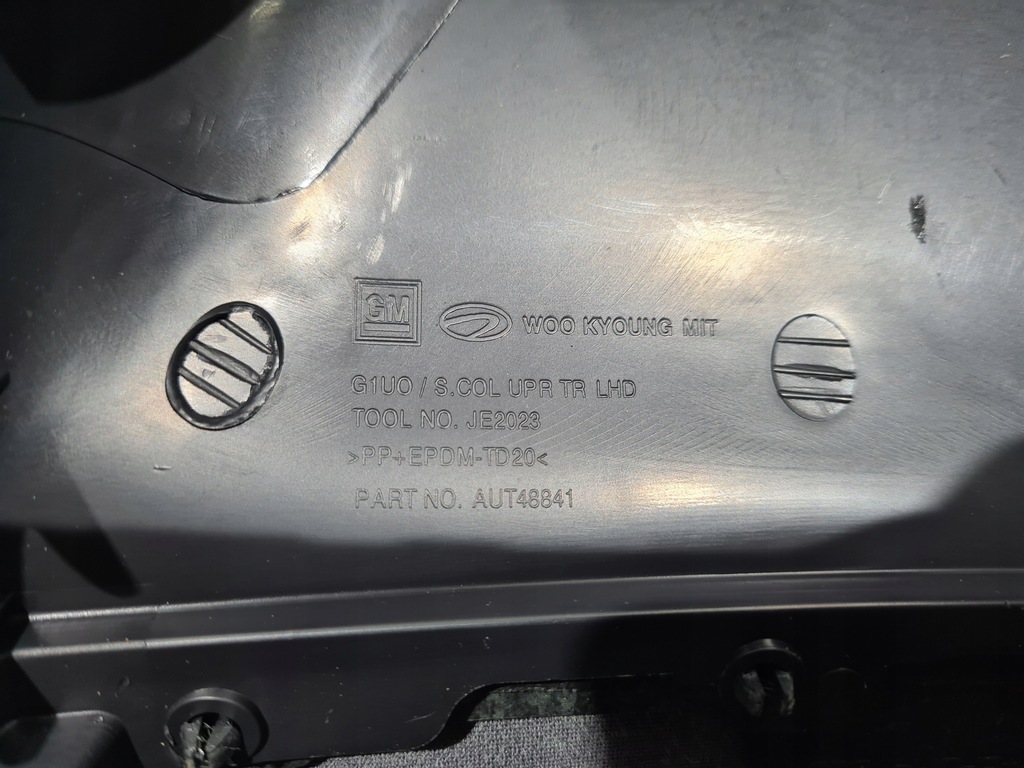 GM WOO KYOUNG MIT
G1UO / S.COL UPR TR LHD
TOOL NO. JE2023
>PP+EPDM-TD20<
PART NO. AUT48841